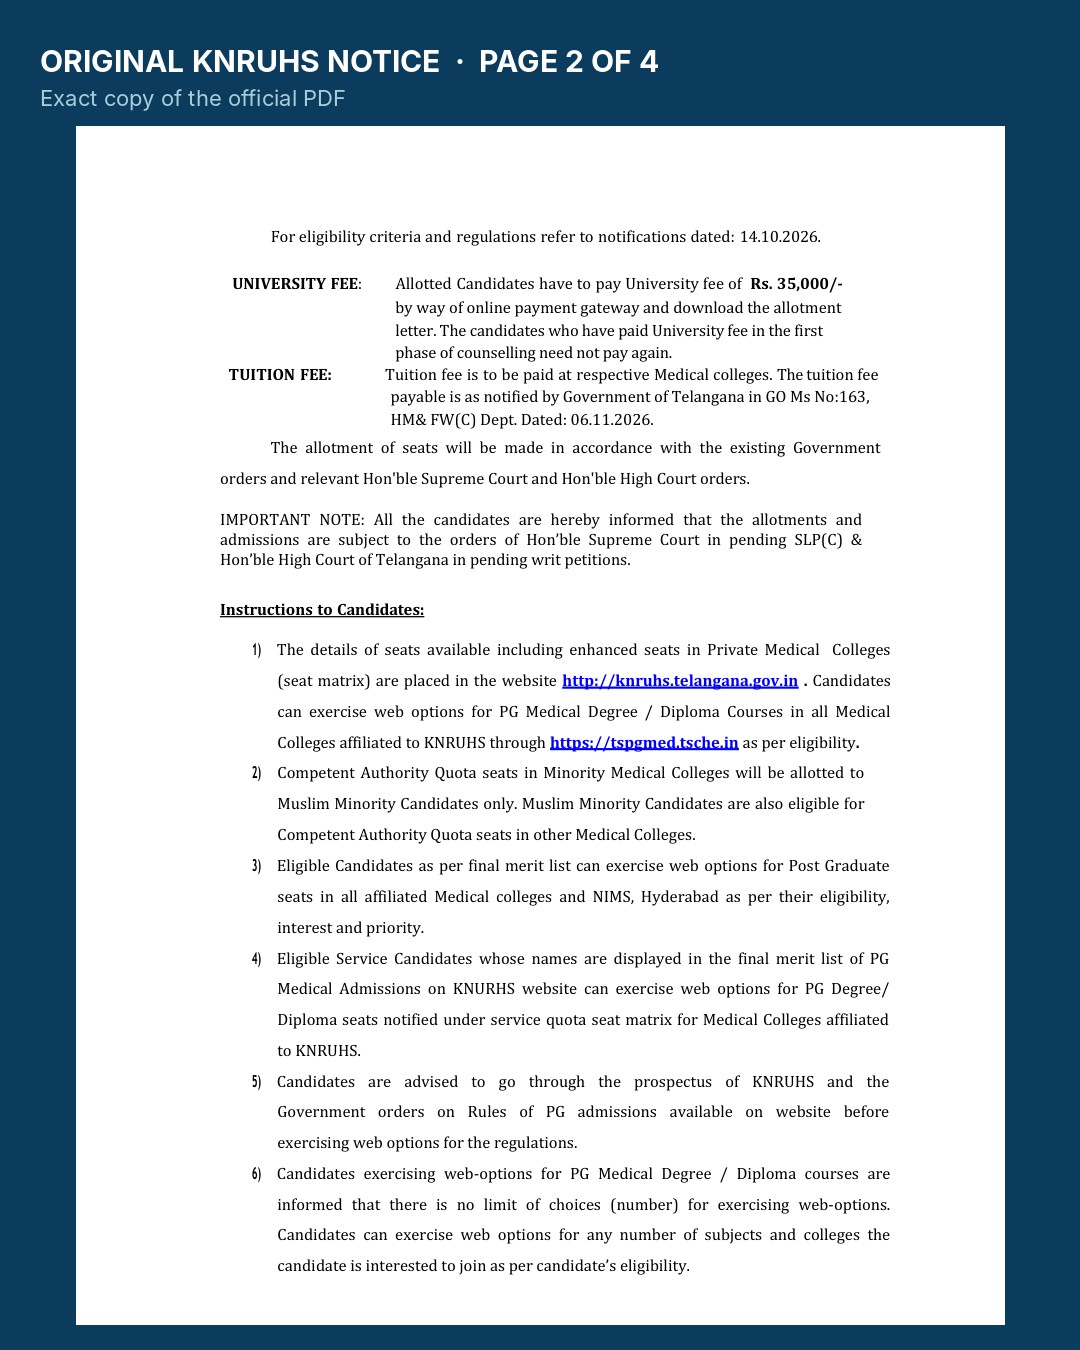 ORIGINAL KNRUHS NOTICE · PAGE 2 OF 4
Exact copy of the official PDF
For eligibility criteria and regulations refer to notifications dated: 14.10.2026.
UNIVERSITY FEE: Allotted Candidates have to pay University fee of Rs. 35,000/-
by way of online payment gateway and download the allotment
letter. The candidates who have paid University fee in the first
phase of counselling need not pay again.
TUITION FEE: Tuition fee is to be paid at respective Medical colleges. The tuition fee
payable is as notified by Government of Telangana in GO Ms No:163,
HM& FW(C) Dept. Dated: 06.11.2026.
The allotment of seats will be made in accordance with the existing Government
orders and relevant Hon'ble Supreme Court and Hon'ble High Court orders.
IMPORTANT NOTE: All the candidates are hereby informed that the allotments and
admissions are subject to the orders of Hon’ble Supreme Court in pending SLP(C) &
Hon’ble High Court of Telangana in pending writ petitions.
Instructions to Candidates:
1) The details of seats available including enhanced seats in Private Medical Colleges
(seat matrix) are placed in the website http://knruhs.telangana.gov.in . Candidates
can exercise web options for PG Medical Degree / Diploma Courses in all Medical
Colleges affiliated to KNRUHS through https://tspgmed.tsche.in as per eligibility.
2) Competent Authority Quota seats in Minority Medical Colleges will be allotted to
Muslim Minority Candidates only. Muslim Minority Candidates are also eligible for
Competent Authority Quota seats in other Medical Colleges.
3) Eligible Candidates as per final merit list can exercise web options for Post Graduate
seats in all affiliated Medical colleges and NIMS, Hyderabad as per their eligibility,
interest and priority.
4) Eligible Service Candidates whose names are displayed in the final merit list of PG
Medical Admissions on KNURHS website can exercise web options for PG Degree/
Diploma seats notified under service quota seat matrix for Medical Colleges affiliated
to KNRUHS.
5) Candidates are advised to go through the prospectus of KNRUHS and the
Government orders on Rules of PG admissions available on website before
exercising web options for the regulations.
6) Candidates exercising web-options for PG Medical Degree / Diploma courses are
informed that there is no limit of choices (number) for exercising web-options.
Candidates can exercise web options for any number of subjects and colleges the
candidate is interested to join as per candidate’s eligibility.